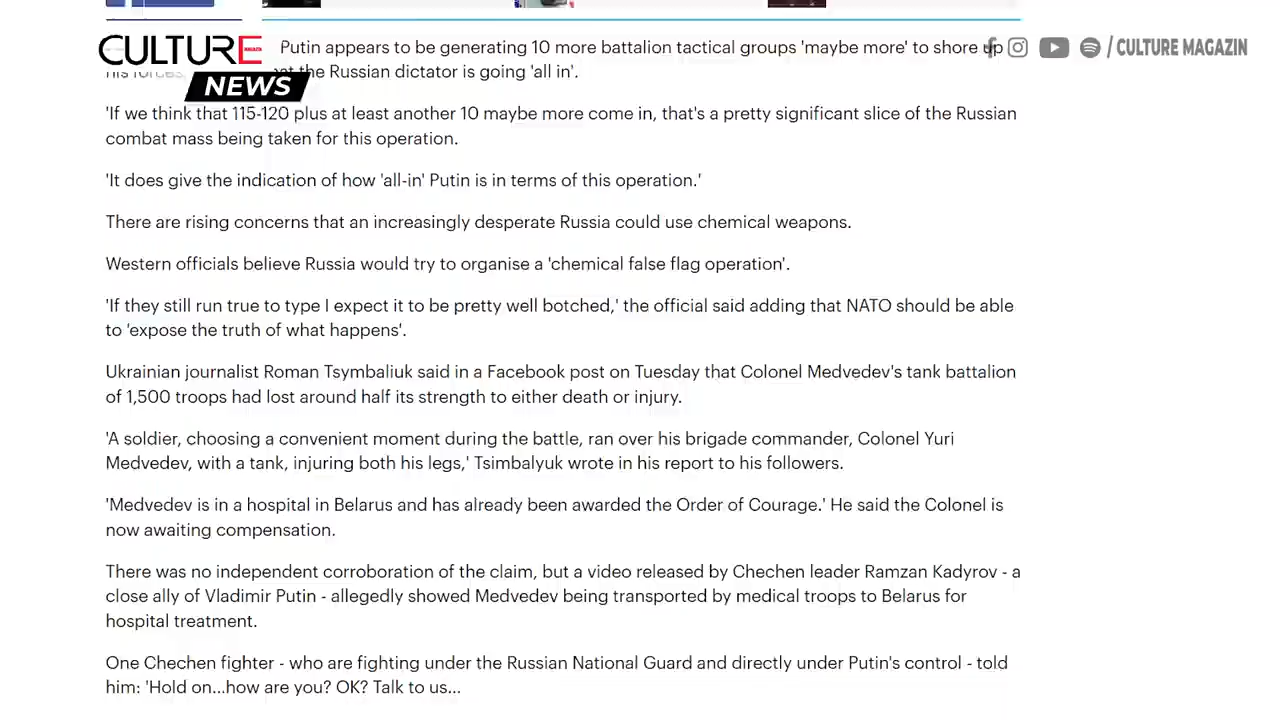 CULTURE
NEWS
/ CULTURE MAGAZIN
Putin appears to be generating 10 more battalion tactical groups 'maybe more' to shore up
his forces, the Russian dictator is going 'all in'.
'If we think that 115-120 plus at least another 10 maybe more come in, that's a pretty significant slice of the Russian
combat mass being taken for this operation.
'It does give the indication of how 'all-in' Putin is in terms of this operation.'
There are rising concerns that an increasingly desperate Russia could use chemical weapons.
Western officials believe Russia would try to organise a 'chemical false flag operation'.
'If they still run true to type I expect it to be pretty well botched,' the official said adding that NATO should be able
to 'expose the truth of what happens'.
Ukrainian journalist Roman Tsymbaliuk said in a Facebook post on Tuesday that Colonel Medvedev's tank battalion
of 1,500 troops had lost around half its strength to either death or injury.
'A soldier, choosing a convenient moment during the battle, ran over his brigade commander, Colonel Yuri
Medvedev, with a tank, injuring both his legs,' Tsimbalyuk wrote in his report to his followers.
'Medvedev is in a hospital in Belarus and has already been awarded the Order of Courage.' He said the Colonel is
now awaiting compensation.
There was no independent corroboration of the claim, but a video released by Chechen leader Ramzan Kadyrov - a
close ally of Vladimir Putin - allegedly showed Medvedev being transported by medical troops to Belarus for
hospital treatment.
One Chechen fighter - who are fighting under the Russian National Guard and directly under Putin's control - told
him: 'Hold on...how are you? OK? Talk to us...